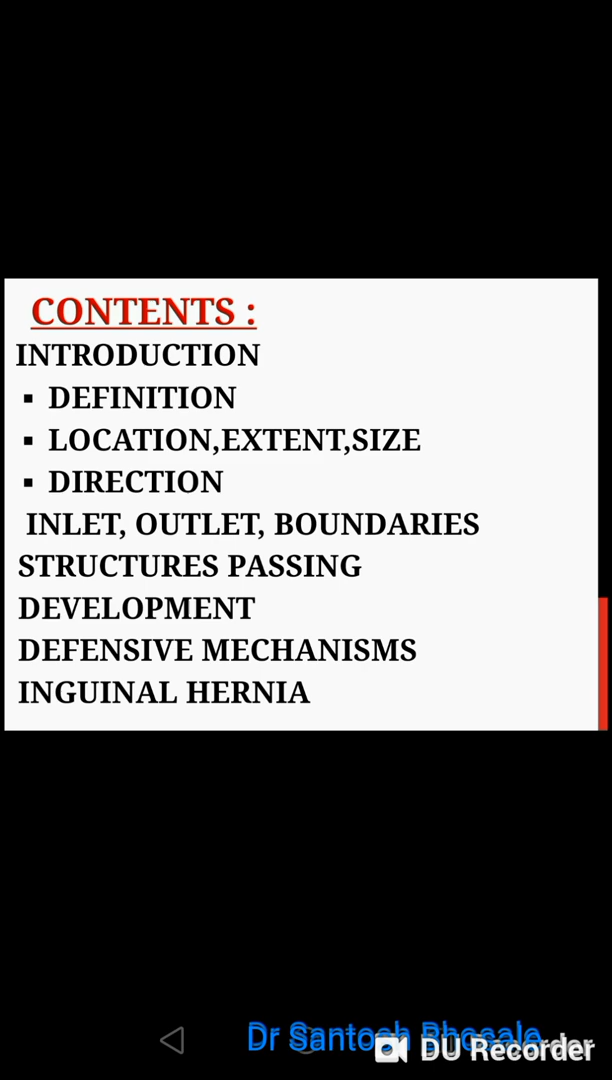 CONTENTS :
INTRODUCTION
▪ DEFINITION
▪ LOCATION,EXTENT,SIZE
▪ DIRECTION
INLET, OUTLET, BOUNDARIES
STRUCTURES PASSING
DEVELOPMENT
DEFENSIVE MECHANISMS
INGUINAL HERNIA
Dr Santosh Bhosale
DU Recorder